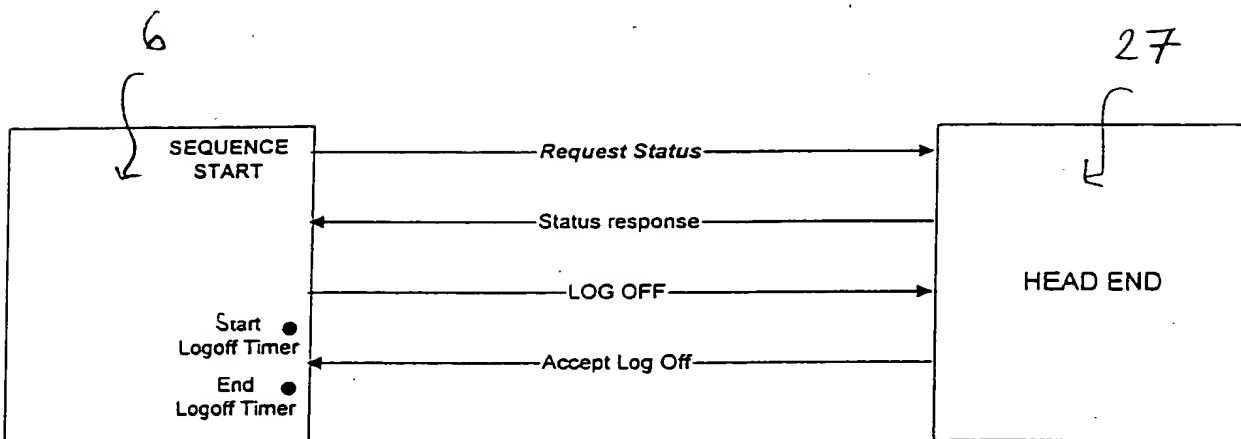 6
27
SEQUENCE
START
Request Status
Status response
LOG OFF
HEAD END
Start
Logoff Timer
Accept Log Off
End
Logoff Timer